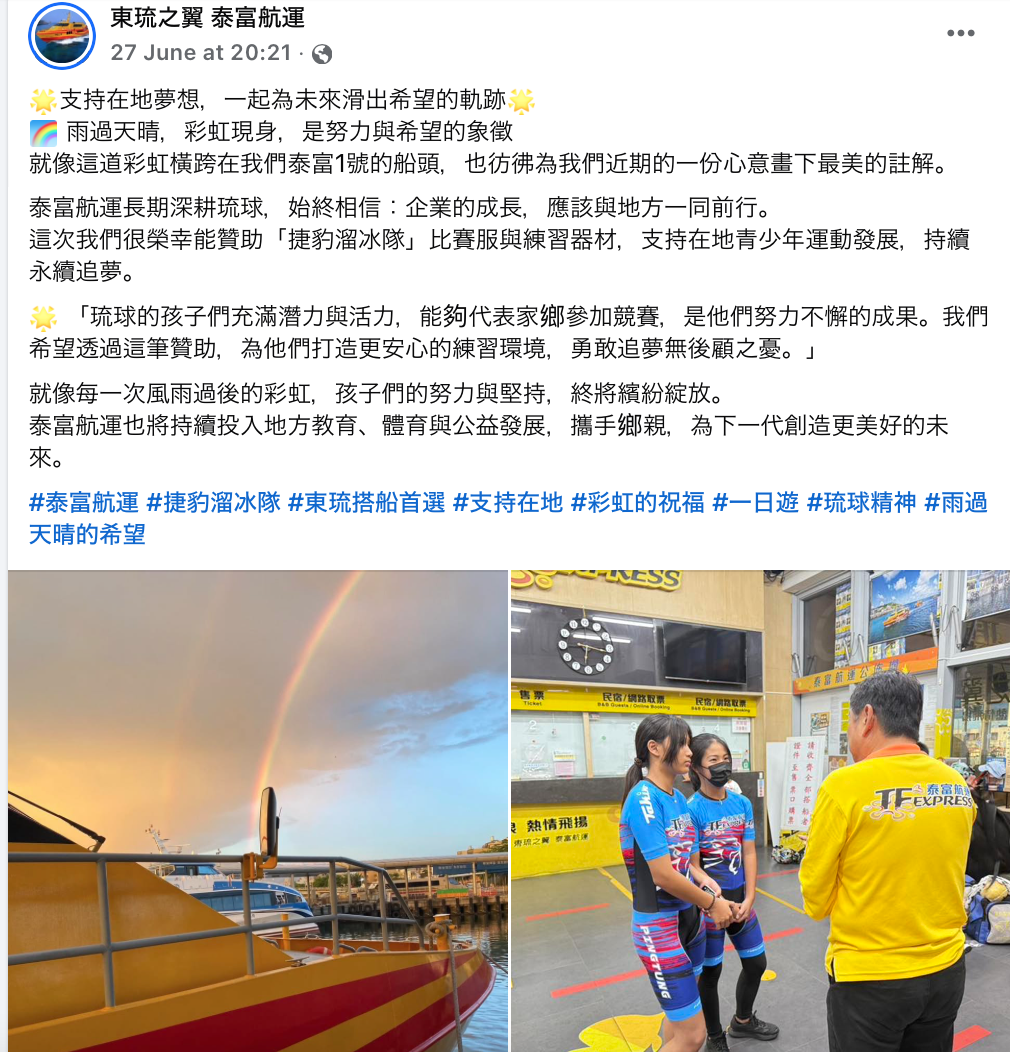 東琉之翼 泰富航運
27 June at 20:21 ·
🌟支持在地夢想，一起為未來滑出希望的軌跡🌟
🌈 雨過天晴，彩虹現身，是努力與希望的象徵
就像這道彩虹橫跨在我們泰富1號的船頭，也彷彿為我們近期的一份心意畫下最美的註解。
泰富航運長期深耕琉球，始終相信：企業的成長，應該與地方一同前行。
這次我們很榮幸能贊助「捷豹溜冰隊」比賽服與練習器材，支持在地青少年運動發展，持續
永續追夢。
🌟 「琉球的孩子們充滿潛力與活力，能夠代表家鄉參加競賽，是他們努力不懈的成果。我們
希望透過這筆贊助，為他們打造更安心的練習環境，勇敢追夢無後顧之憂。」
就像每一次風雨過後的彩虹，孩子們的努力與堅持，終將繽紛綻放。
泰富航運也將持續投入地方教育、體育與公益發展，攜手鄉親，為下一代創造更美好的未
來。
#泰富航運 #捷豹溜冰隊 #東琉搭船首選 #支持在地 #彩虹的祝福 #一日遊 #琉球精神 #雨過
天晴的希望
EXPRESS
售票
Ticket
民宿/網路取票
B&B Guests / Online Booking
民宿/網路取票
B&B Guests / Online Booking
泰富航運公
請收齊全部搭船者
證件至售票口購票
熱情飛揚
東琉之翼 泰富航運
泰富航
TF EXPRESS
PINGTUNG